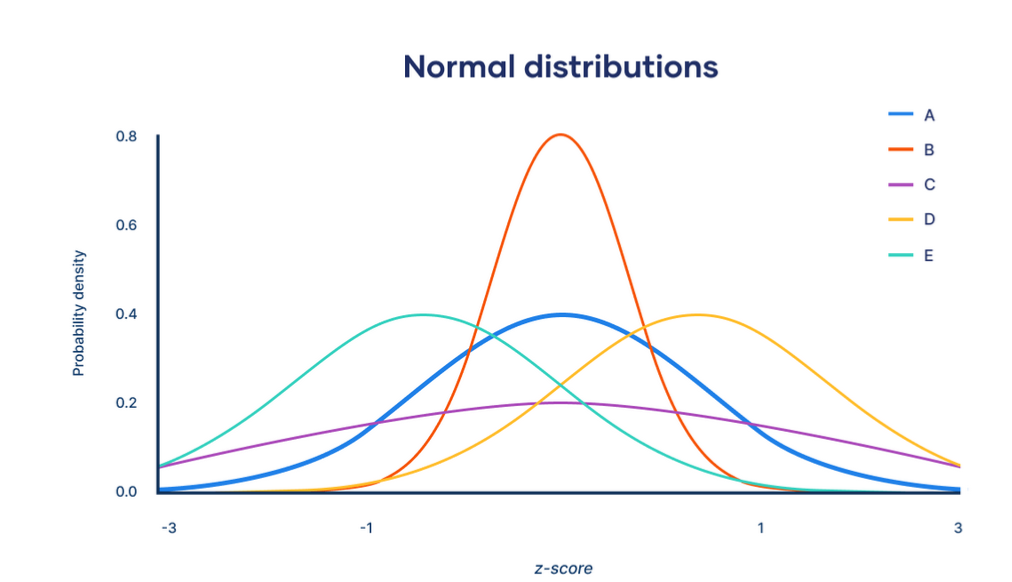 Normal distributions
A
B
C
D
E
Probability density
0.8
0.6
0.4
0.2
0.0
-3
-1
1
3
z-score